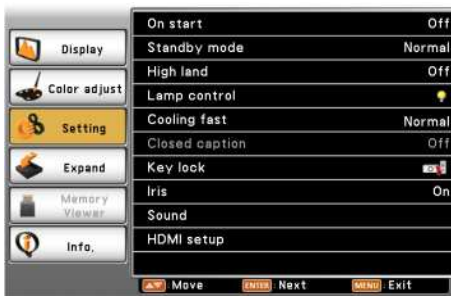 Display
Color adjust
Setting
Expand
Memory
Viewer
Info.
On start Off
Standby mode Normal
High land Off
Lamp control
Cooling fast Normal
Closed caption Off
Key lock
Iris On
Sound
HDMI setup
:Move ENTER :Next MENU :Exit